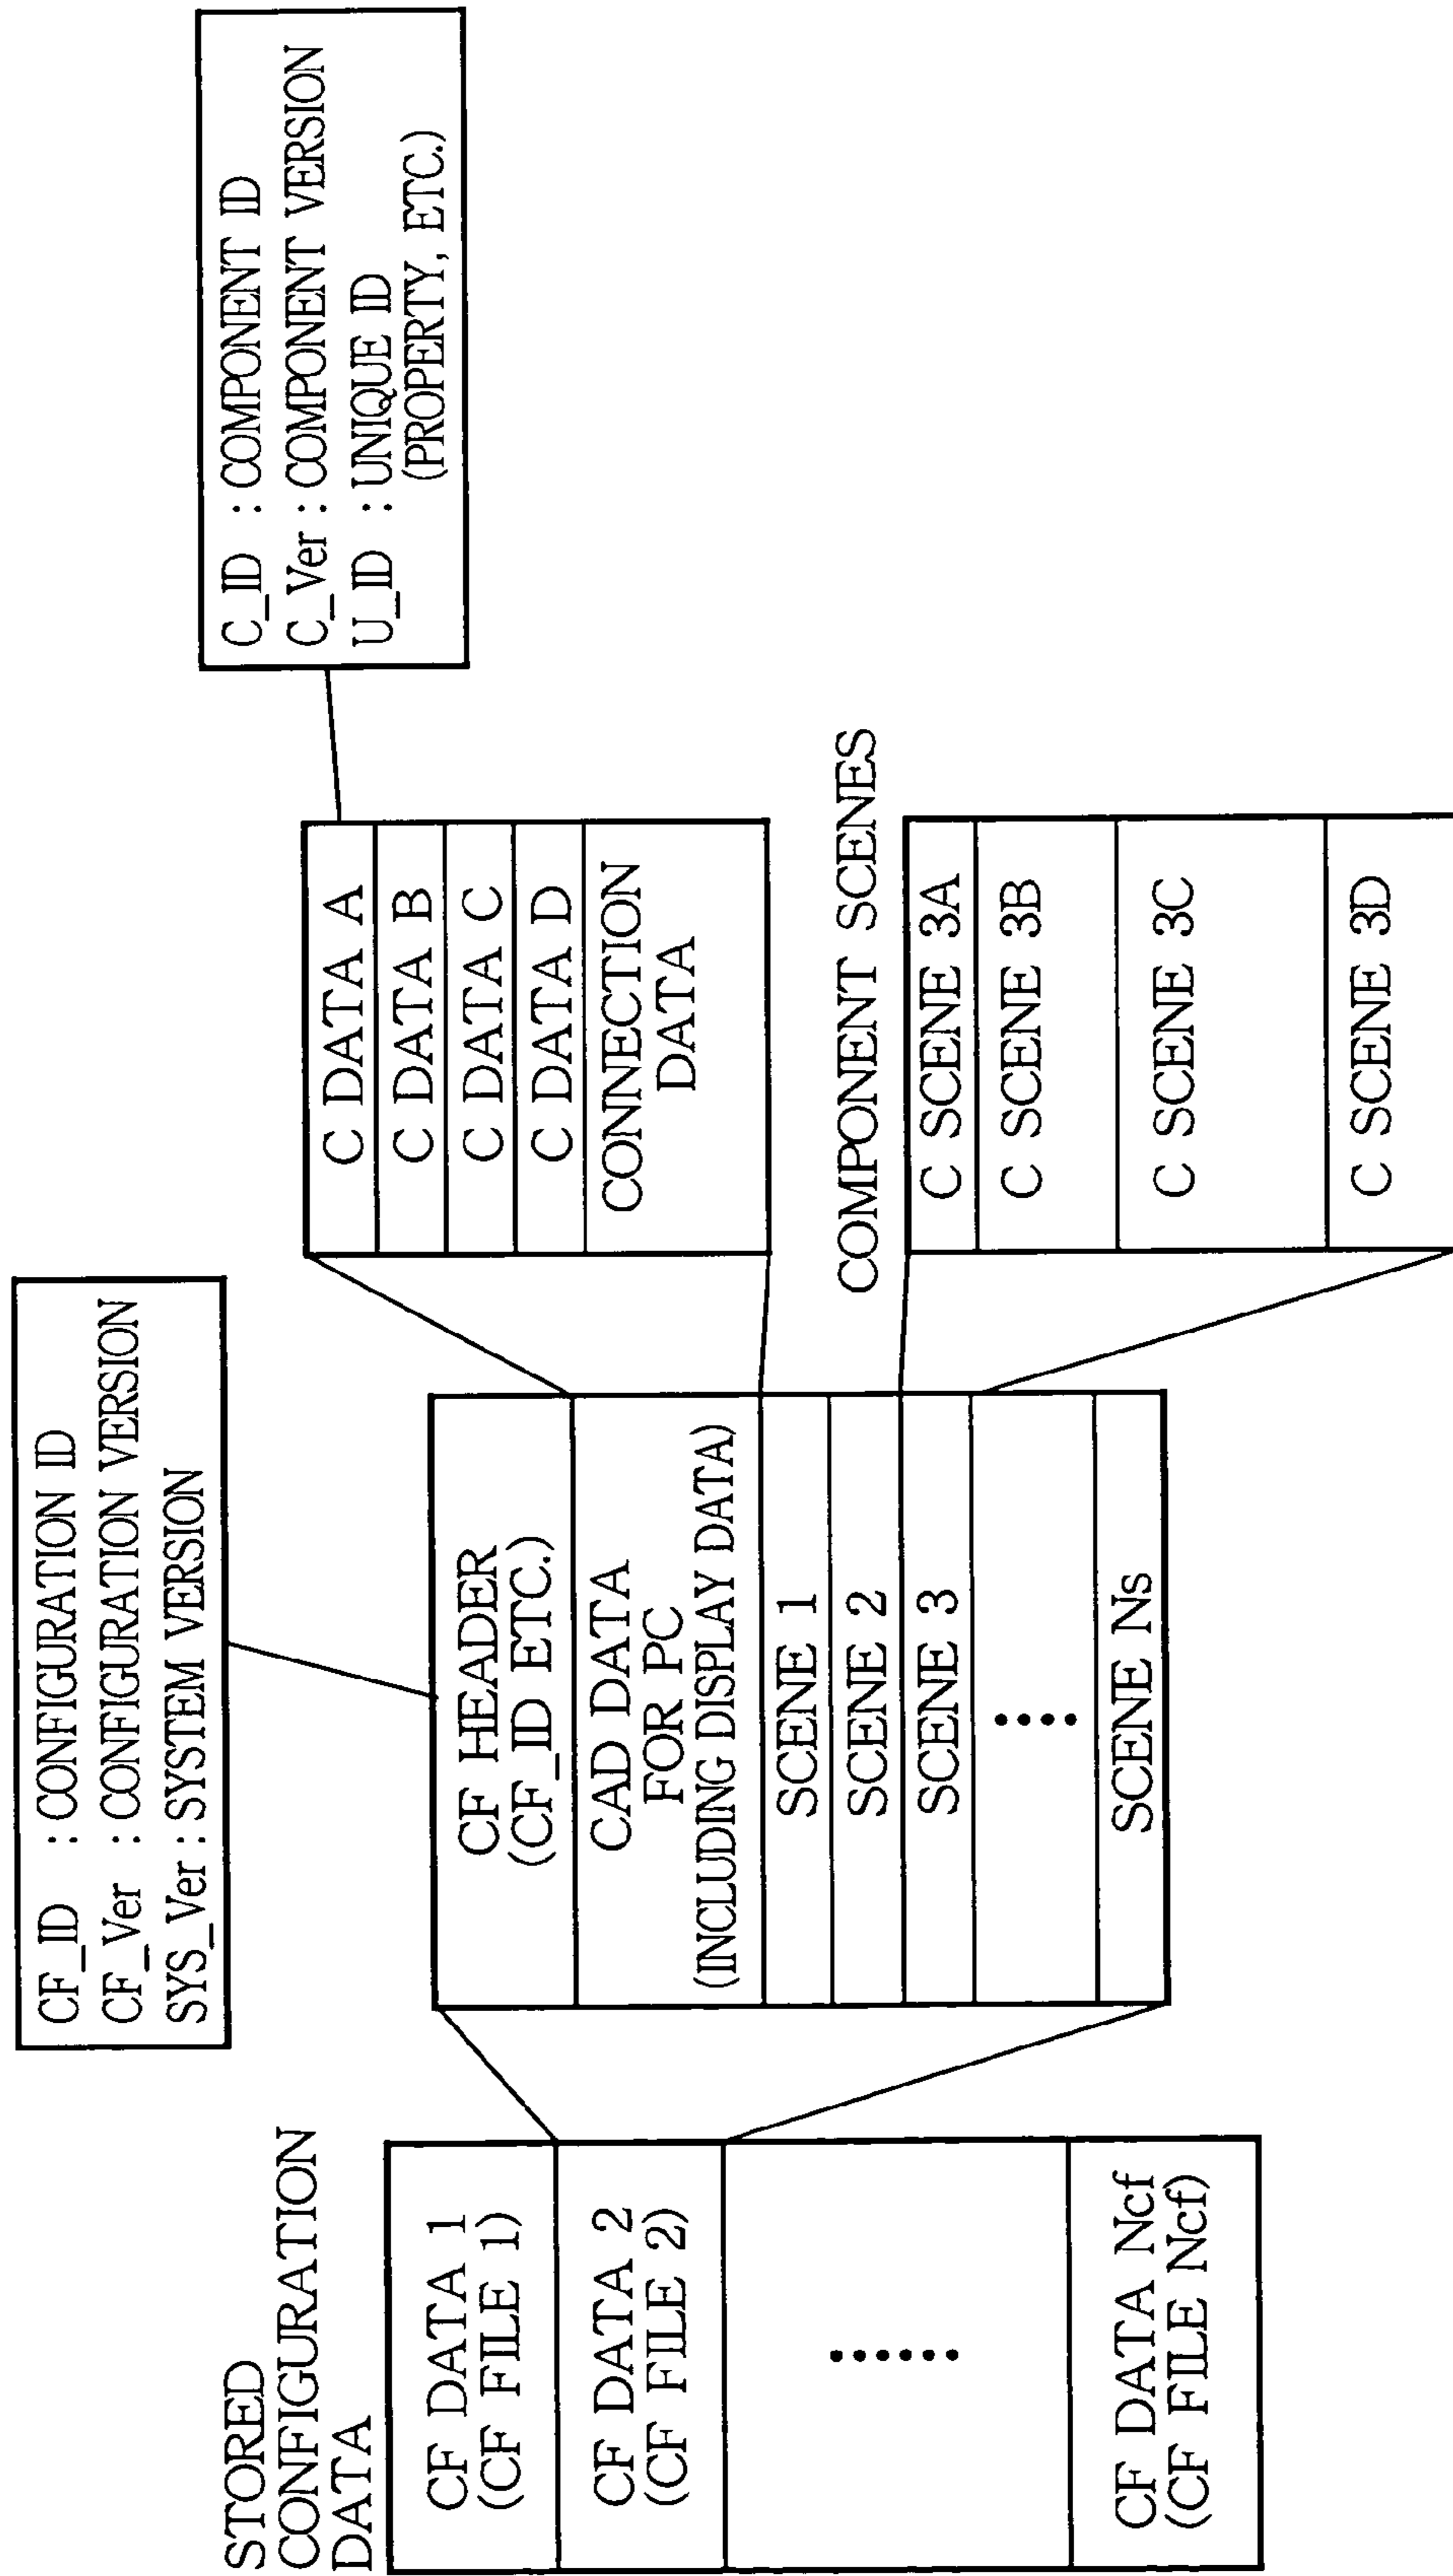 STORED
CONFIGURATION
DATA
CF DATA 1
(CF FILE 1)
CF DATA 2
(CF FILE 2)
••••••
CF DATA Ncf
(CF FILE Ncf)
CF_ID : CONFIGURATION ID
CF_Ver : CONFIGURATION VERSION
SYS_Ver : SYSTEM VERSION
CF HEADER
(CF_ID ETC.)
CAD DATA
FOR PC
(INCLUDING DISPLAY DATA)
SCENE 1
SCENE 2
SCENE 3
••••
SCENE Ns
C DATA A
C DATA B
C DATA C
C DATA D
CONNECTION
DATA
COMPONENT SCENES
C SCENE 3A
C SCENE 3B
C SCENE 3C
C SCENE 3D
C_ID : COMPONENT ID
C_Ver : COMPONENT VERSION
U_ID : UNIQUE ID
(PROPERTY, ETC.)